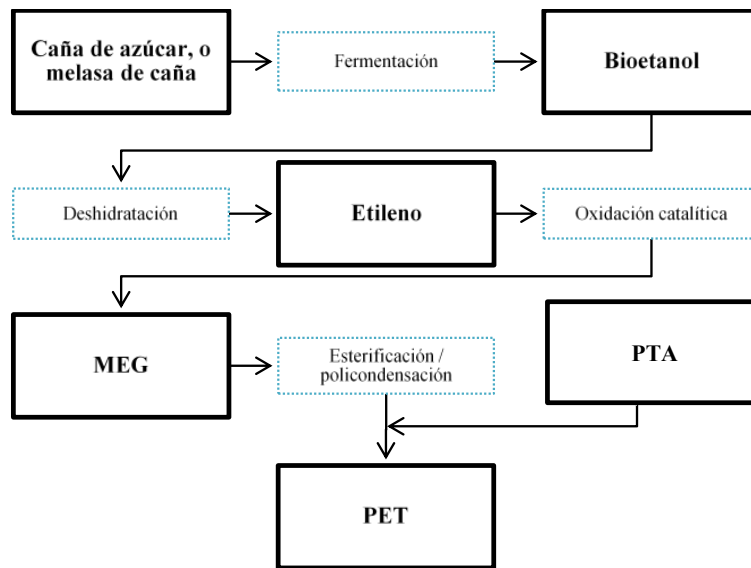 Caña de azúcar, o
melasa de caña
Fermentación
Bioetanol
Deshidratación
Etileno
Oxidación catalítica
MEG
Esterificación /
policondensación
PTA
PET